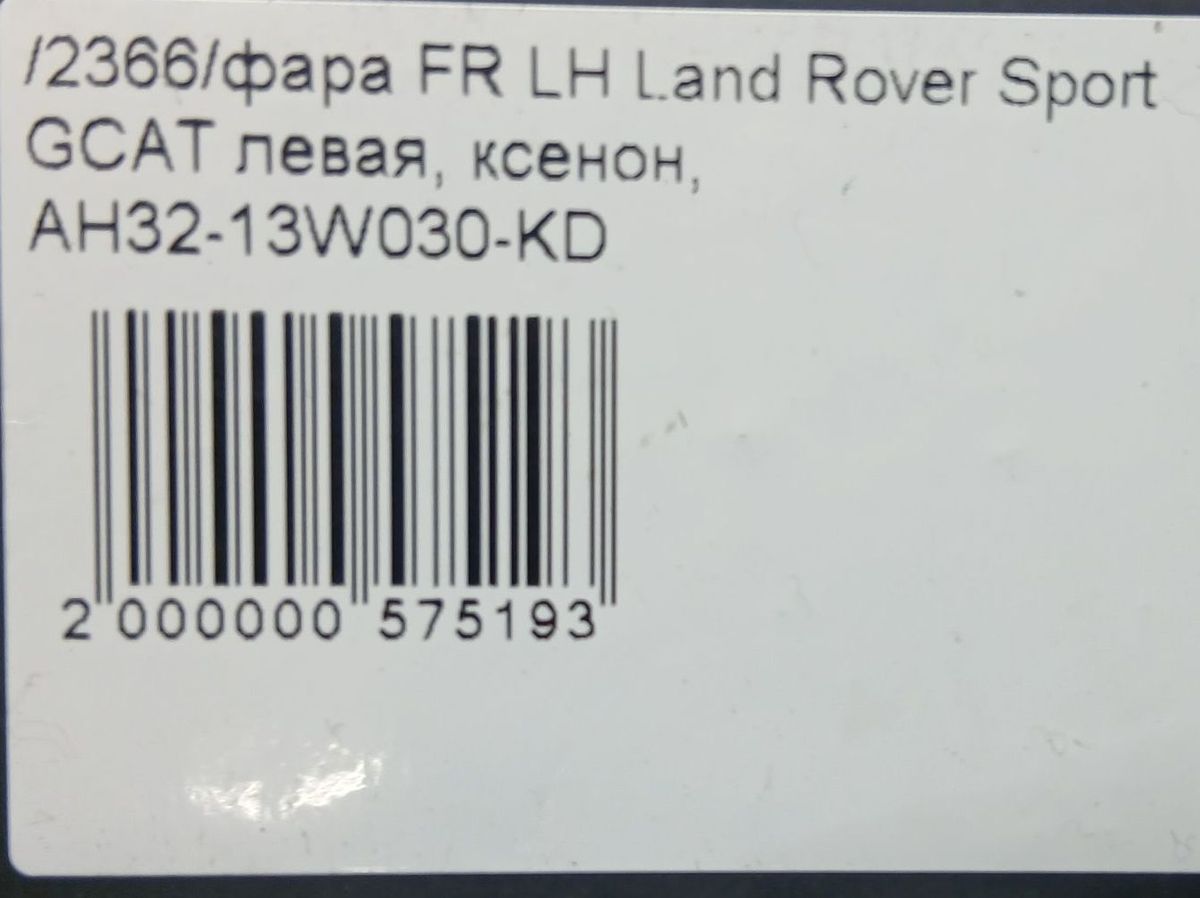 /2366/фара FR LH Land Rover Sport
GCAT левая, ксенон,
AH32-13W030-KD
2 000000 575193